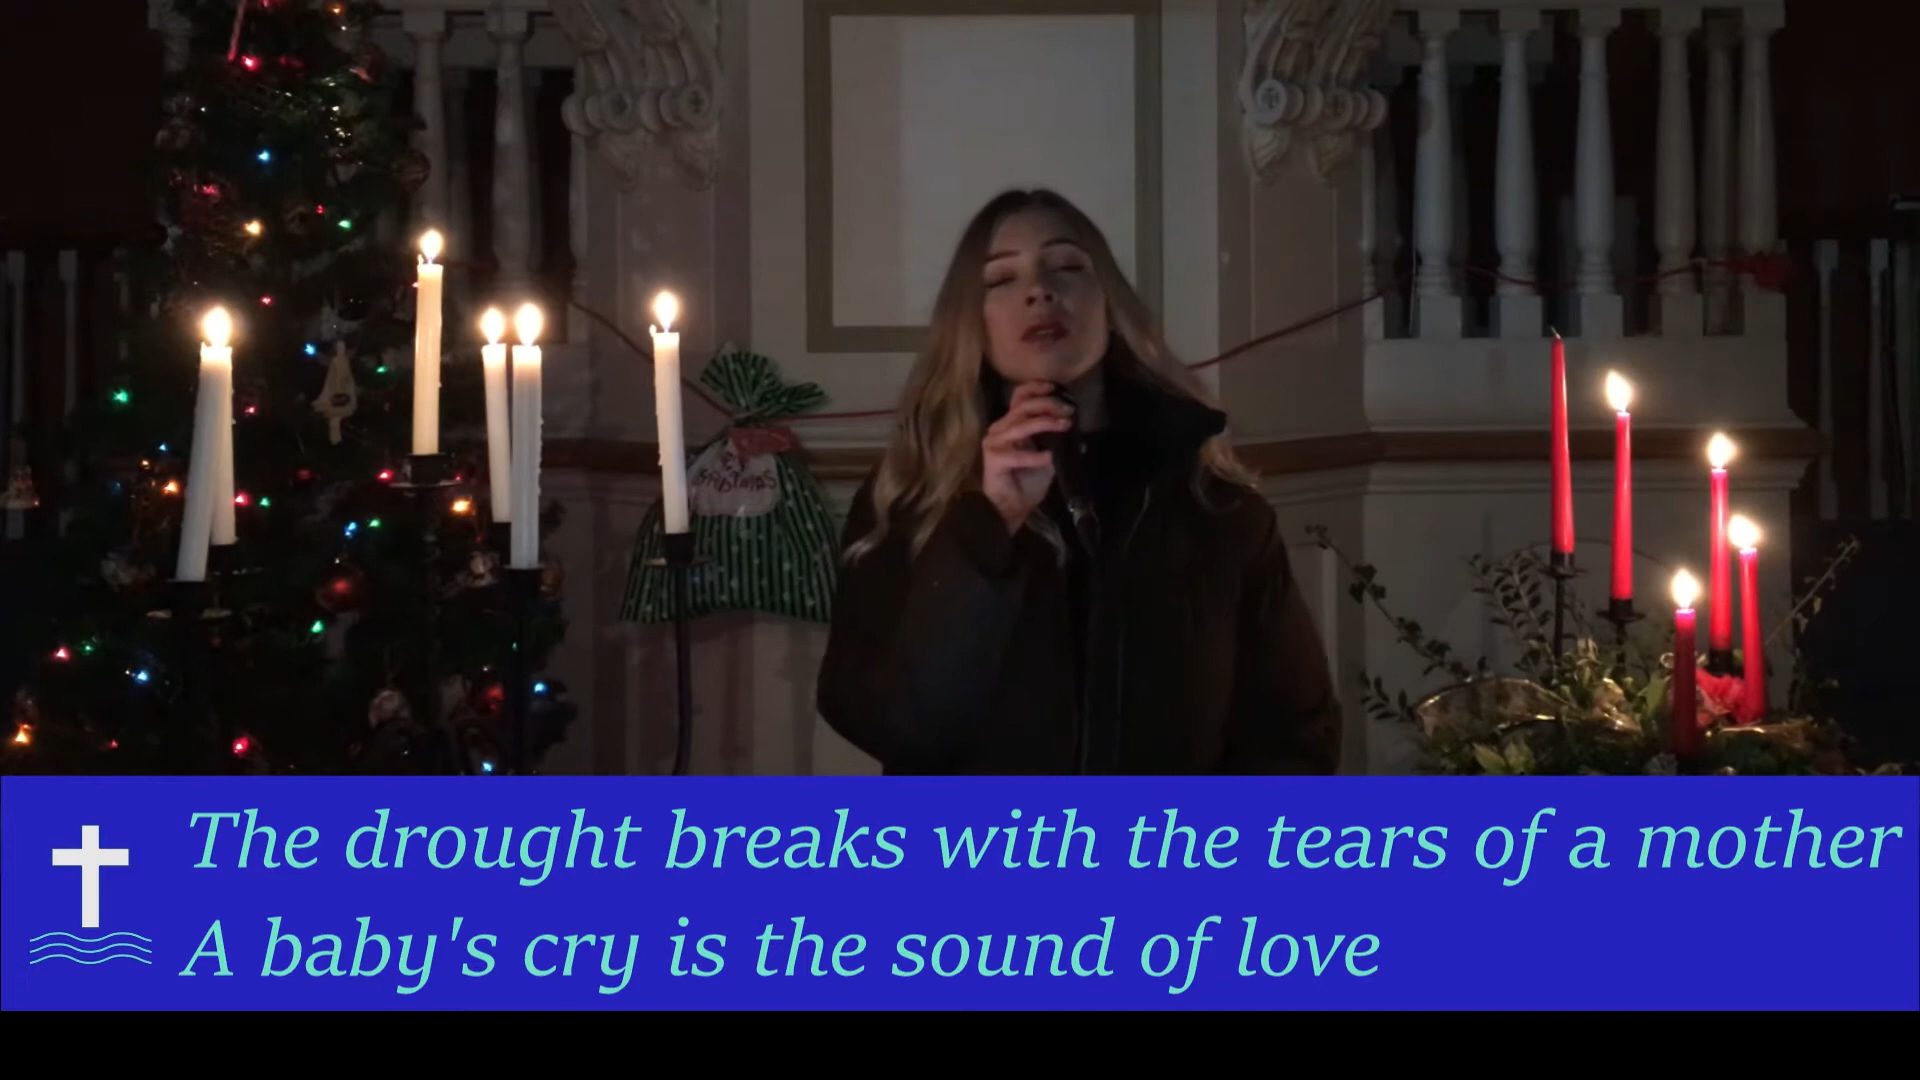 The drought breaks with the tears of a mother
A baby's cry is the sound of love